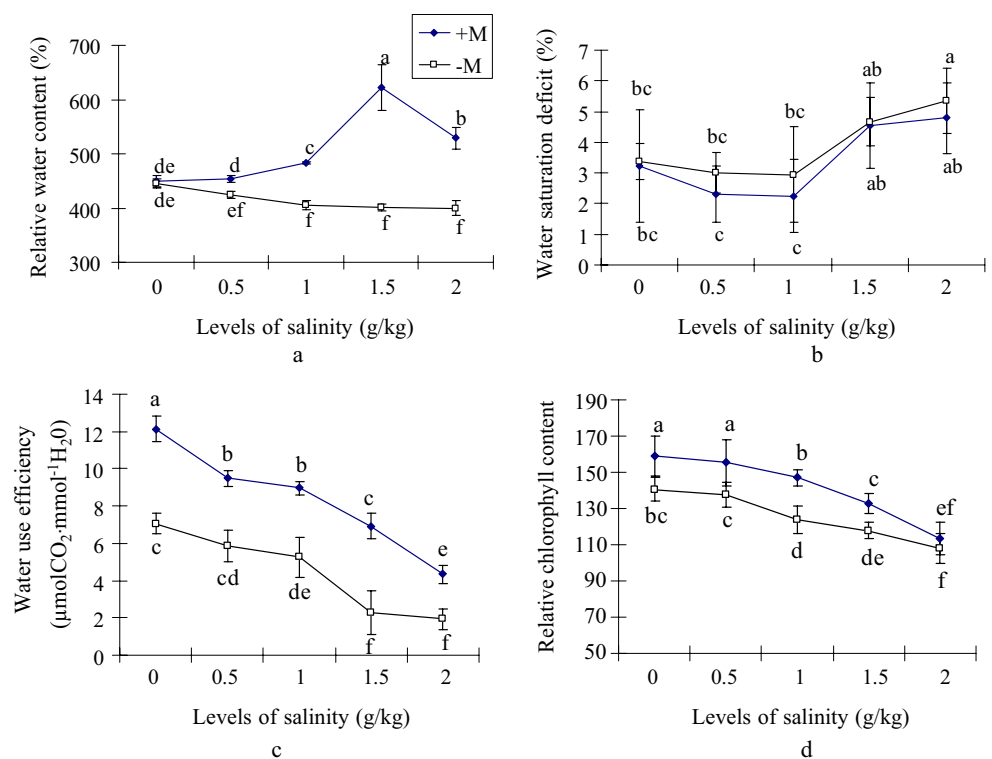 +M
-M
Relative water content (%)
700
600
500
400
300
de
d
c
a
b
de
ef
f
f
f
0 0.5 1 1.5 2
Levels of salinity (g/kg)
a
Water saturation deficit (%)
7
6
5
4
3
2
1
0
bc
bc
bc
ab
a
bc
c
c
ab
ab
0 0.5 1 1.5 2
Levels of salinity (g/kg)
b
Water use efficiency
(μmolCO₂·mmol⁻¹H₂0)
14
12
10
8
6
4
2
0
a
b
b
c
e
c
cd
de
f
f
0 0.5 1 1.5 2
Levels of salinity (g/kg)
c
Relative chlorophyll content
190
170
150
130
110
90
70
50
a
a
b
c
ef
bc
c
d
de
f
0 0.5 1 1.5 2
Levels of salinity (g/kg)
d